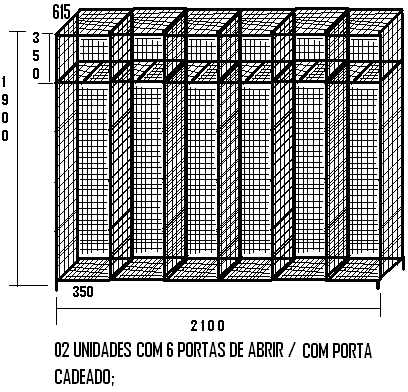 615
350
1900
350
2100
02 UNIDADES COM 6 PORTAS DE ABRIR / COM PORTA
CADEADO;